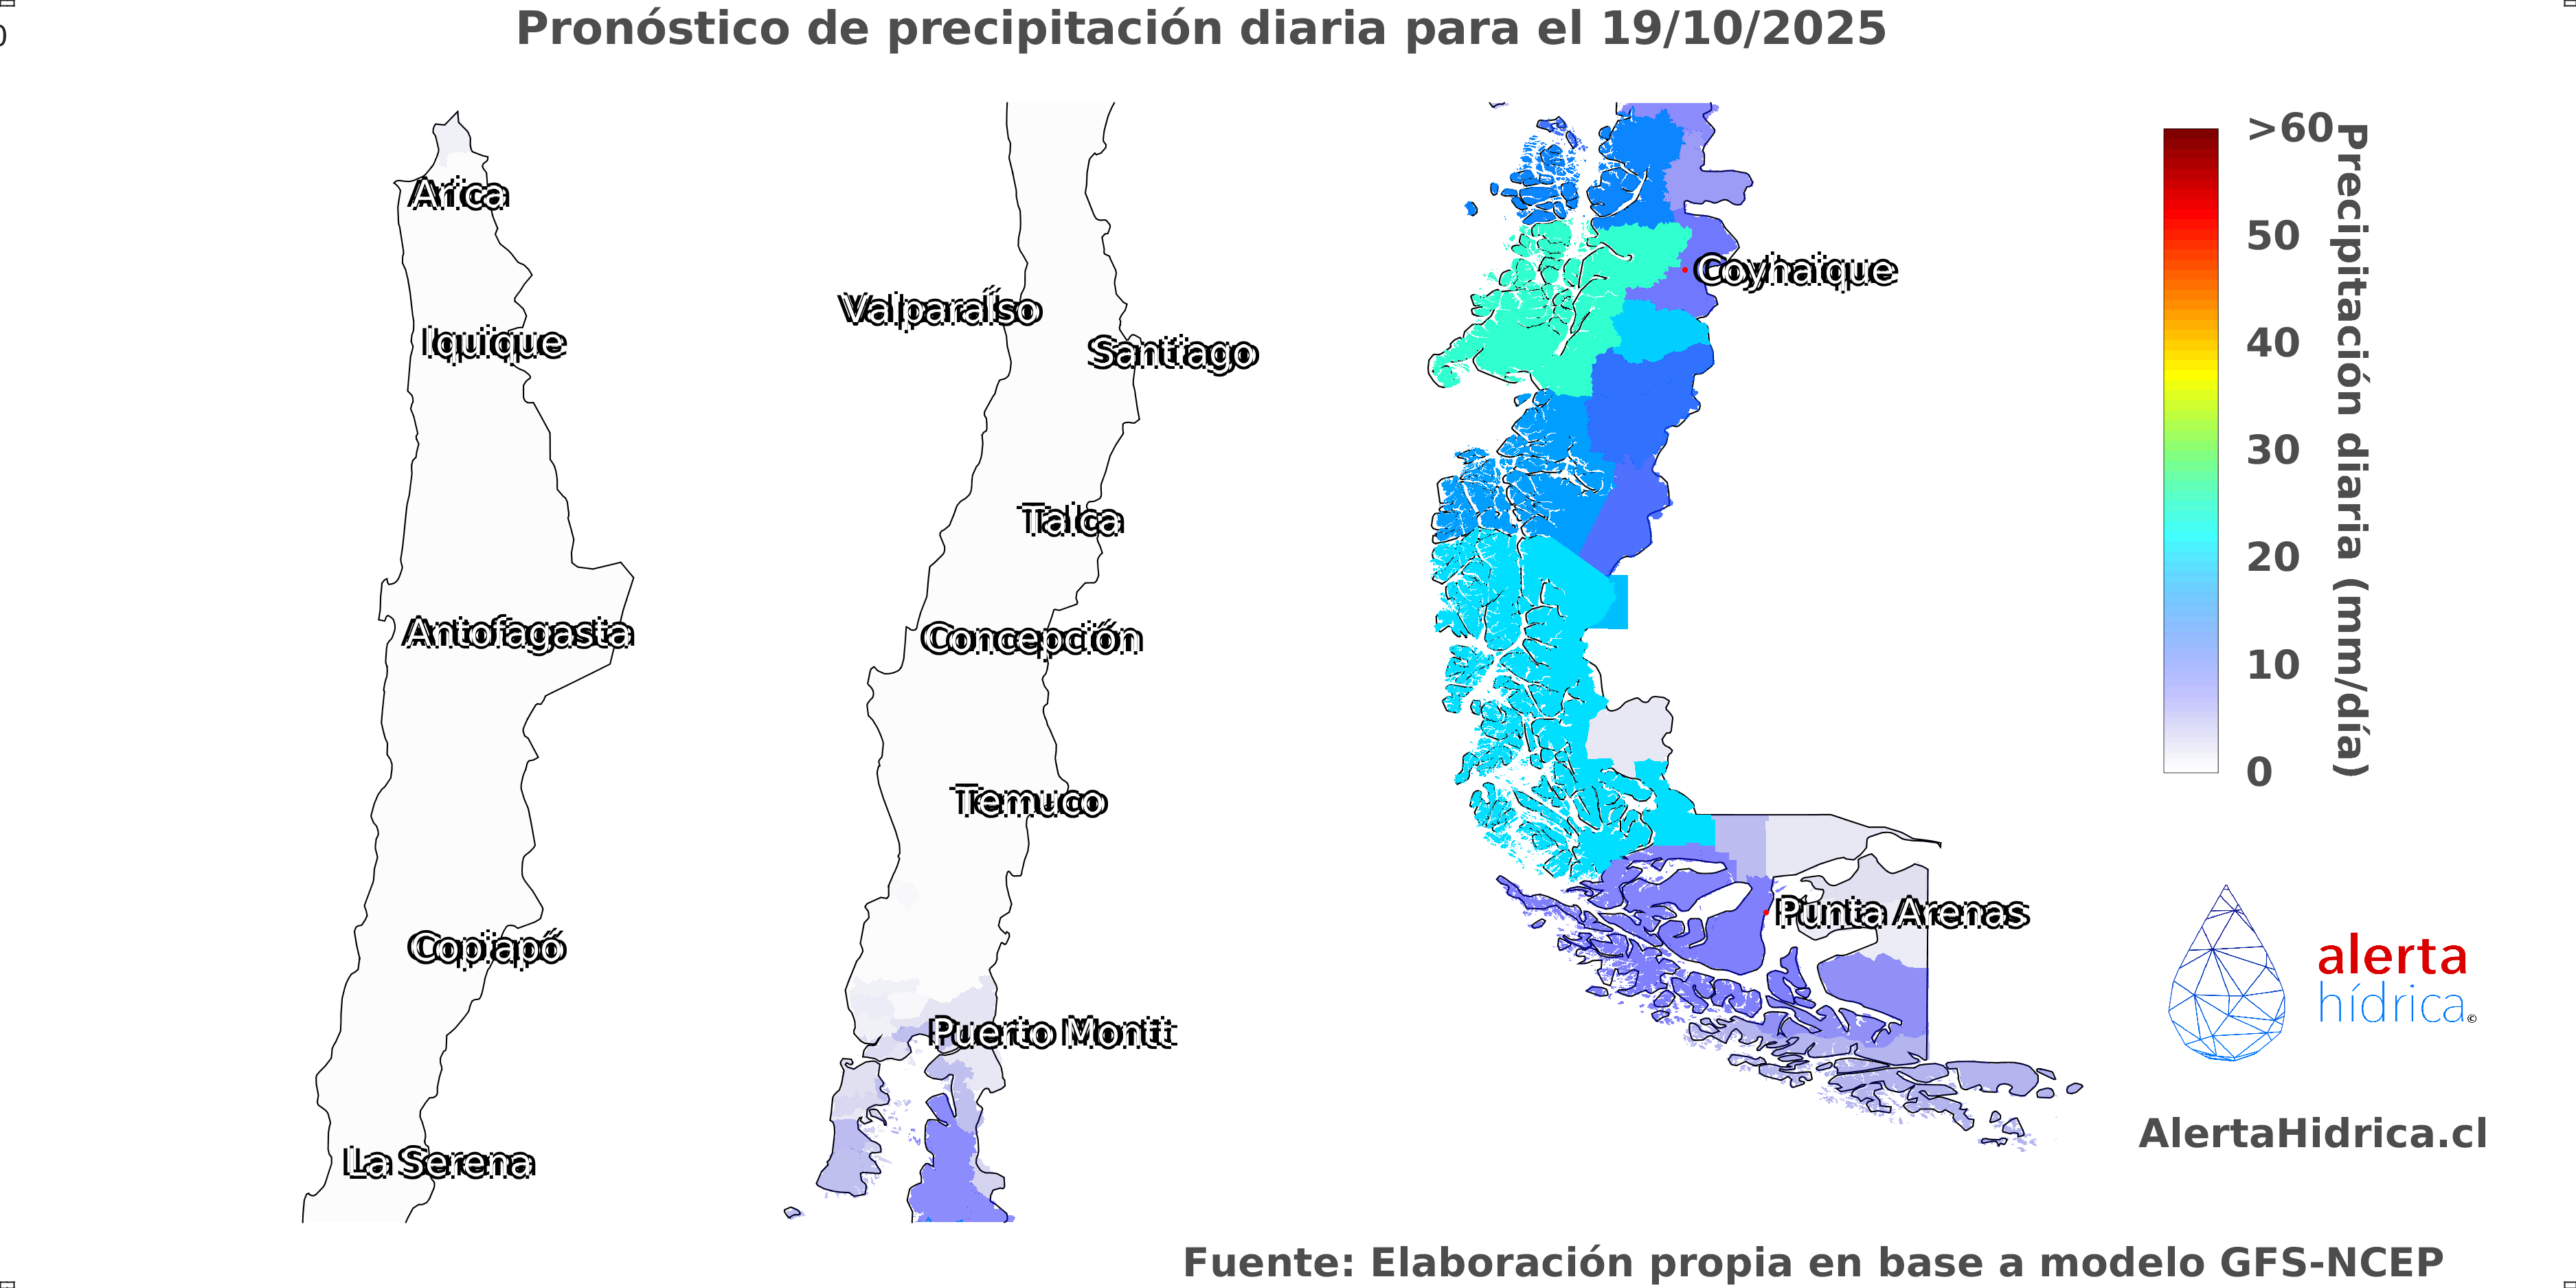 Pronóstico de precipitación diaria para el 19/10/2025
0
Arica
Iquique
Antofagasta
Copiapó
La Serena
Valparaíso
Santiago
Talca
Concepción
Temuco
Puerto Montt
Coyhaique
Punta Arenas
>60
50
40
30
20
10
0
Precipitación diaria (mm/día)
alerta
hídrica©
AlertaHidrica.cl
Fuente: Elaboración propia en base a modelo GFS-NCEP